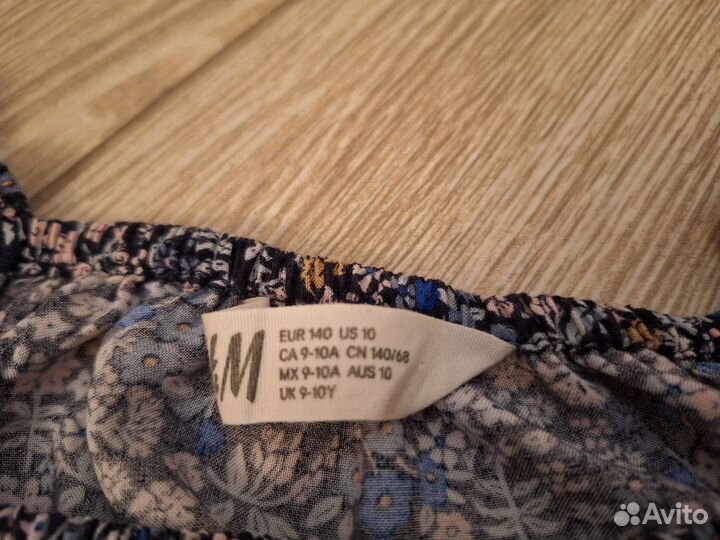 EUR 140 US 10
CA 9-10A CN 140/68
MX 9-10A AUS 10
UK 9-10Y
Avito